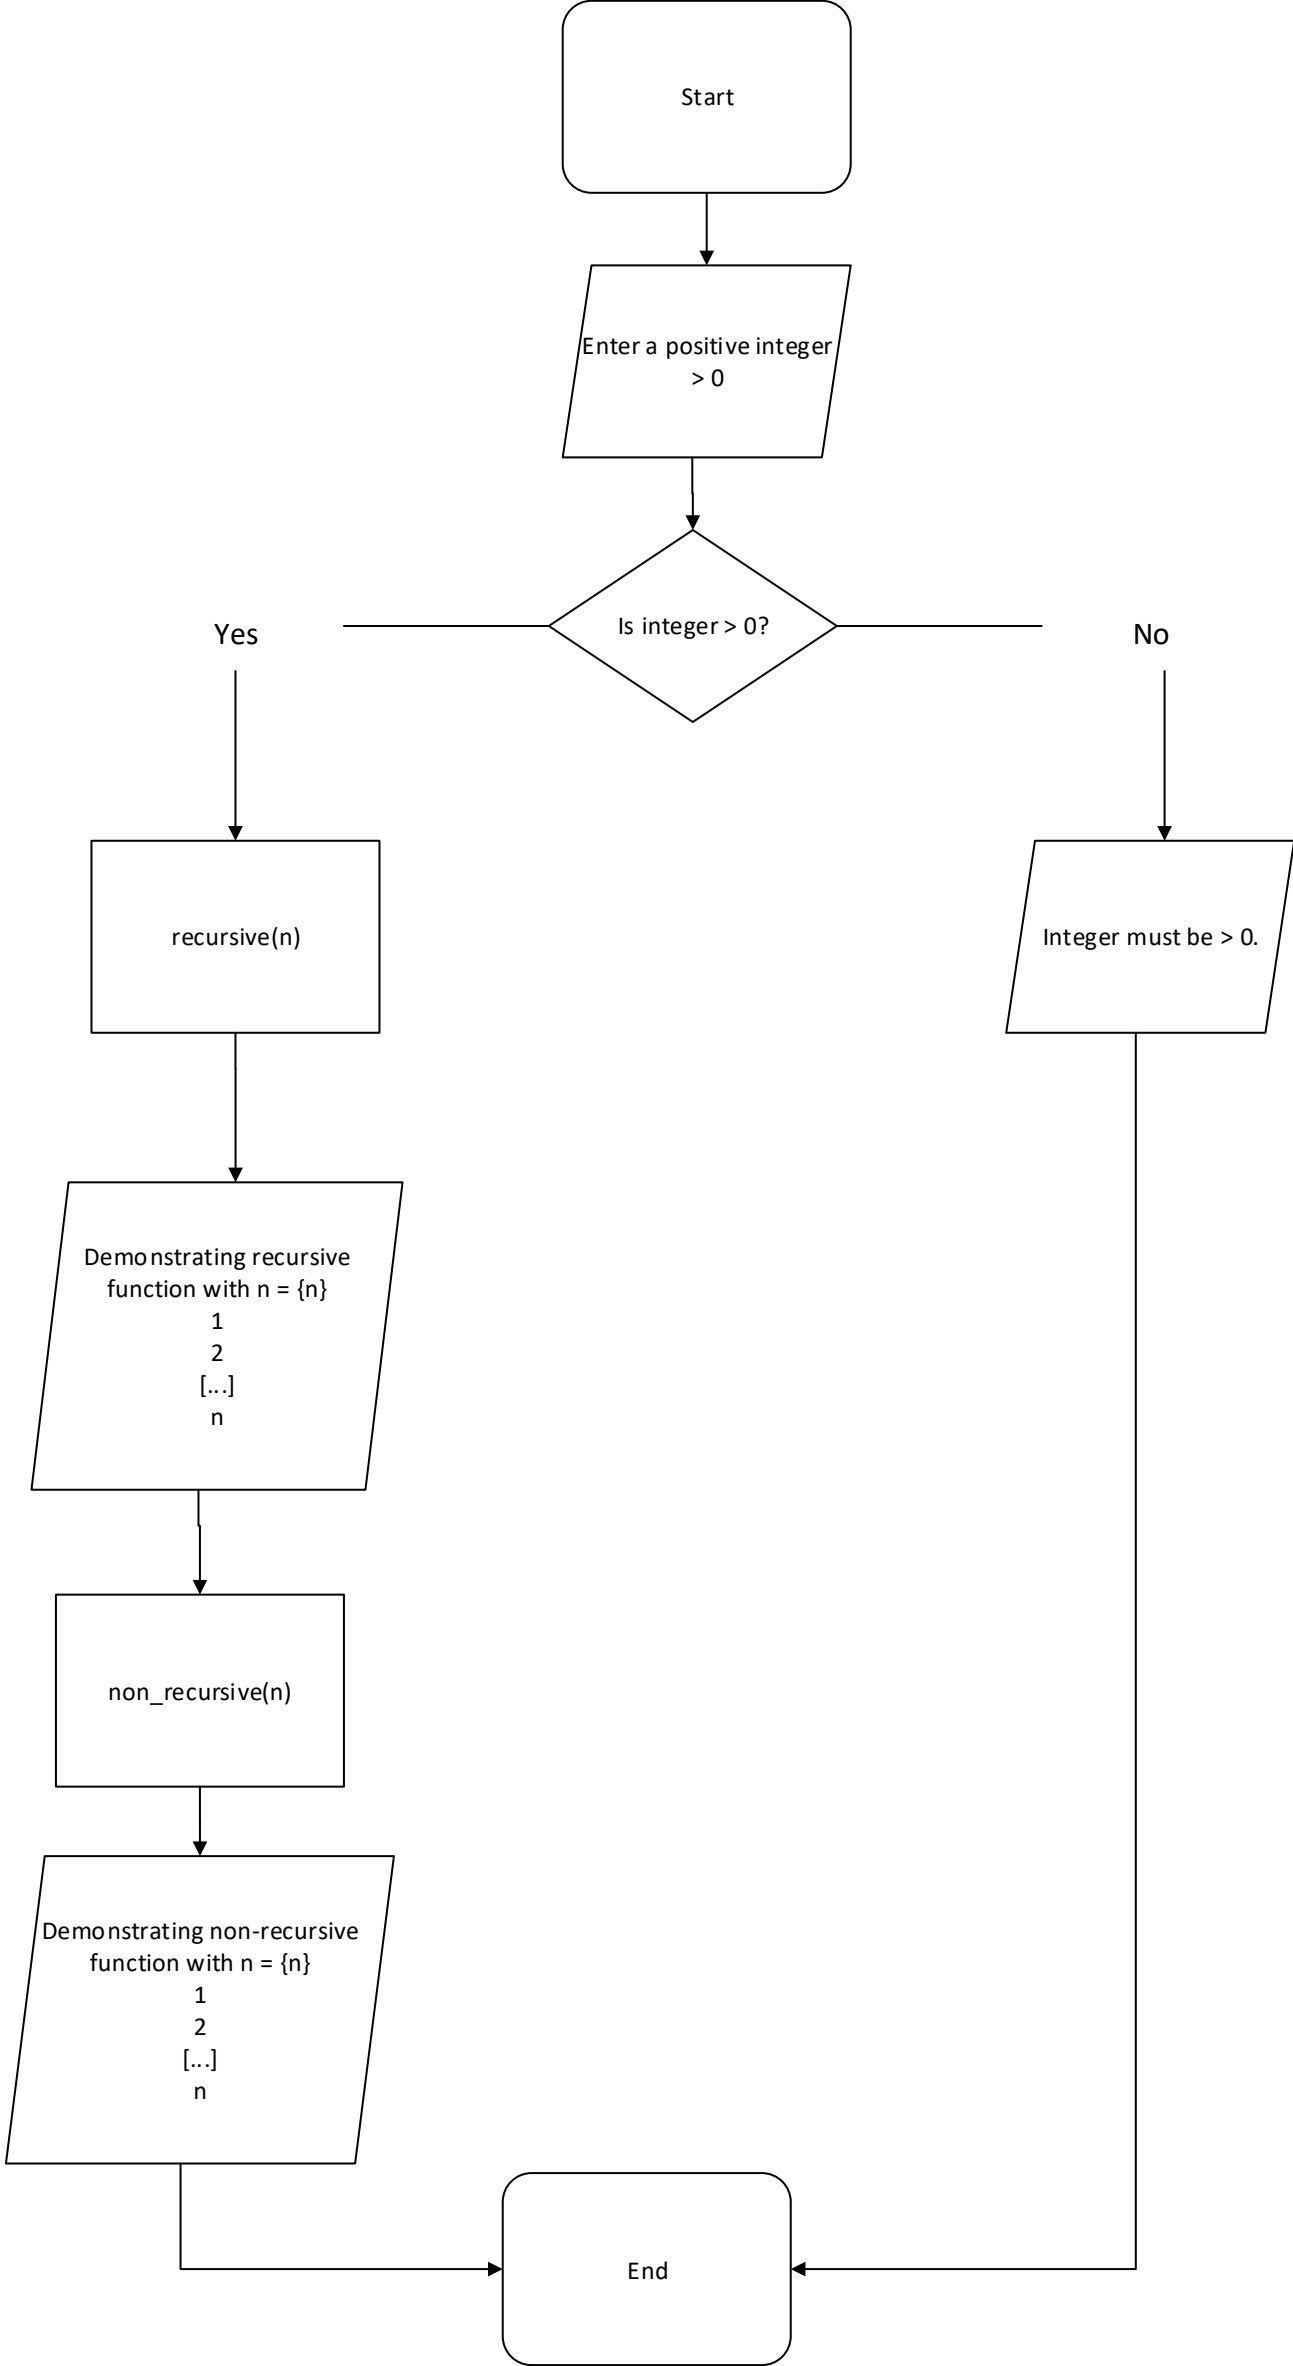 Start
Enter a positive integer
> 0
Is integer > 0?
Yes
No
recursive(n)
Integer must be > 0.
Demonstrating recursive
function with n = {n}
1
2
[...]
n
non_recursive(n)
Demonstrating non-recursive
function with n = {n}
1
2
[...]
n
End